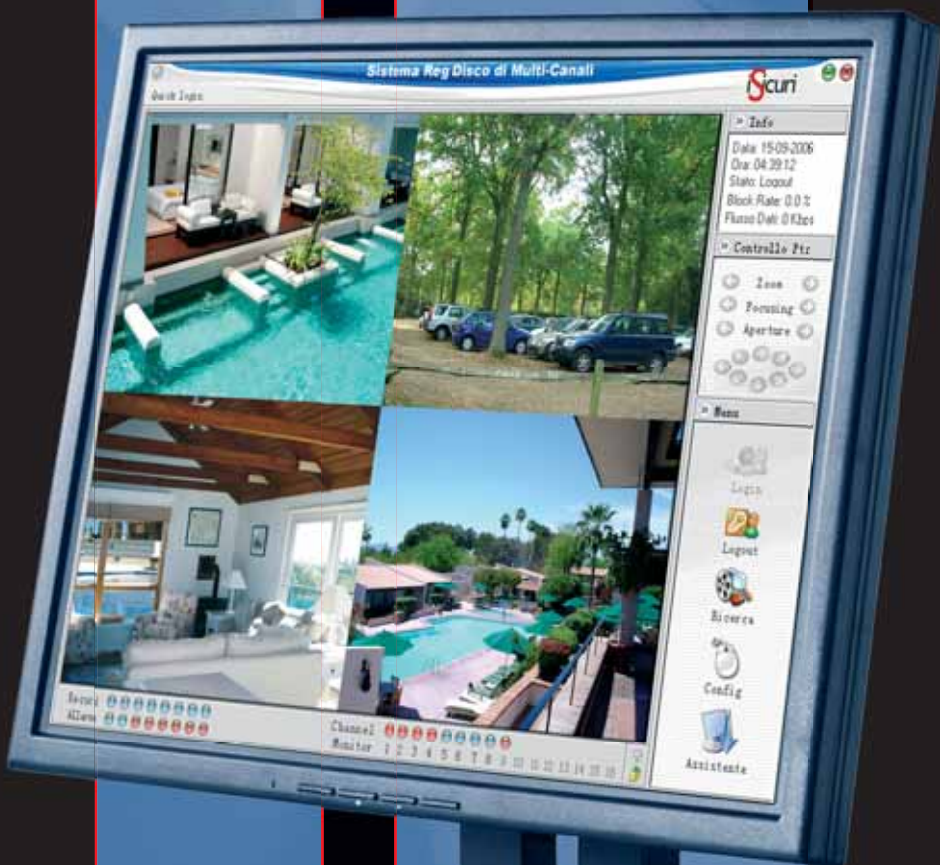 Sistema Reg Disco di Multi-Canali
iSicuri
Quick login
Info
Data: 15-09-2006
Ora: 04:39:12
Stato: Logout
Block Rate: 0.0 %
Flusso Dati: 0 Kbps
Controllo Ptz
Zoom
Focusing
Aperture
Menu
Login
Logout
Ricerca
Config
Assistente
Channel
Monitor 1 2 3 4 5 6 7 8 9 10 11 12 13 14 15 16